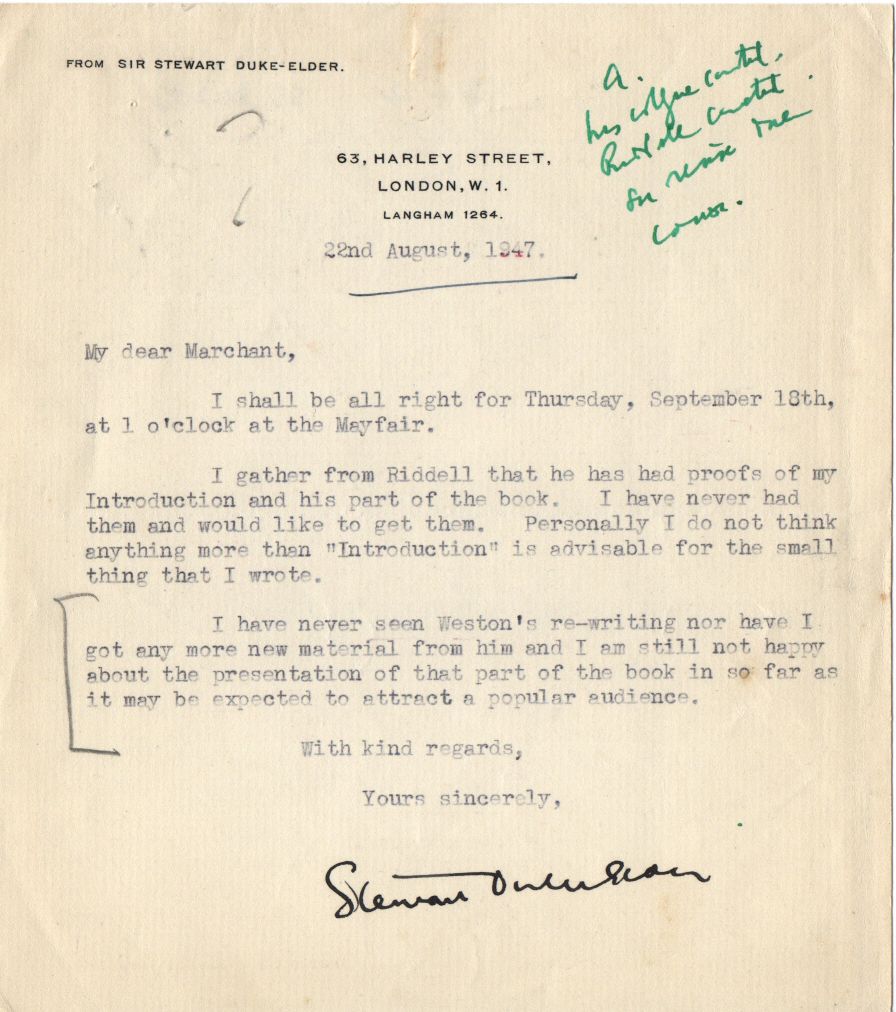 FROM SIR STEWART DUKE-ELDER.
63, HARLEY STREET,
LONDON, W. 1.
LANGHAM 1264.
22nd August, 1947.
My dear Marchant,
I shall be all right for Thursday, September 18th,
at 1 o'clock at the Mayfair.
I gather from Riddell that he has had proofs of my
Introduction and his part of the book. I have never had
them and would like to get them. Personally I do not think
anything more than "Introduction" is advisable for the small
thing that I wrote.
I have never seen Weston's re-writing nor have I
got any more new material from him and I am still not happy
about the presentation of that part of the book in so far as
it may be expected to attract a popular audience.
With kind regards,
Yours sincerely,
Stewart Duke-Elder